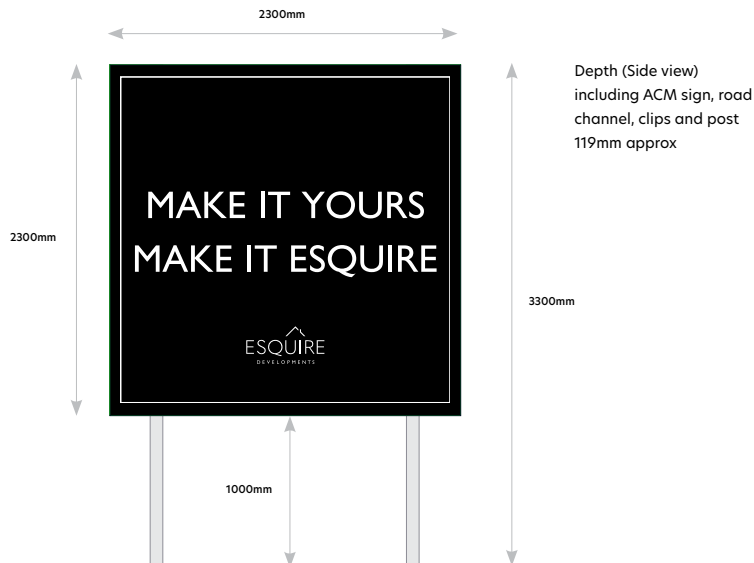 2300mm
Depth (Side view)
including ACM sign, road
channel, clips and post
119mm approx
MAKE IT YOURS
MAKE IT ESQUIRE
2300mm
3300mm
ESQUIRE
DEVELOPMENTS
1000mm